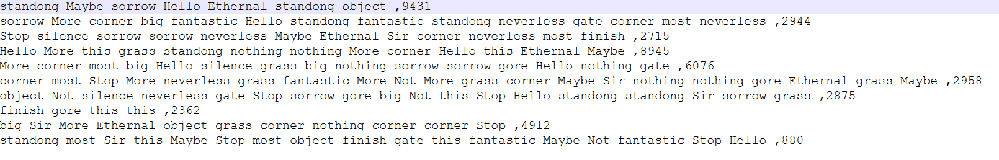 standong Maybe sorrow Hello Ethernal standong object ,9431
sorrow More corner big fantastic Hello standong fantastic standong neverless gate corner most neverless ,2944
Stop silence sorrow sorrow neverless Maybe Ethernal Sir corner neverless most finish ,2715
Hello More this grass standong nothing nothing More corner Hello this Ethernal Maybe ,8945
More corner most big Hello silence grass big nothing sorrow sorrow gore Hello nothing gate ,6076
corner most Stop More neverless grass fantastic More Not More grass corner Maybe Sir nothing nothing gore Ethernal grass Maybe ,2958
object Not silence neverless gate Stop sorrow gore big Not this Stop Hello standong standong Sir sorrow grass ,2875
finish gore this this ,2362
big Sir More Ethernal object grass corner nothing corner corner Stop ,4912
standong most Sir this Maybe Stop most object finish gate this fantastic Maybe Not fantastic Stop Hello ,880